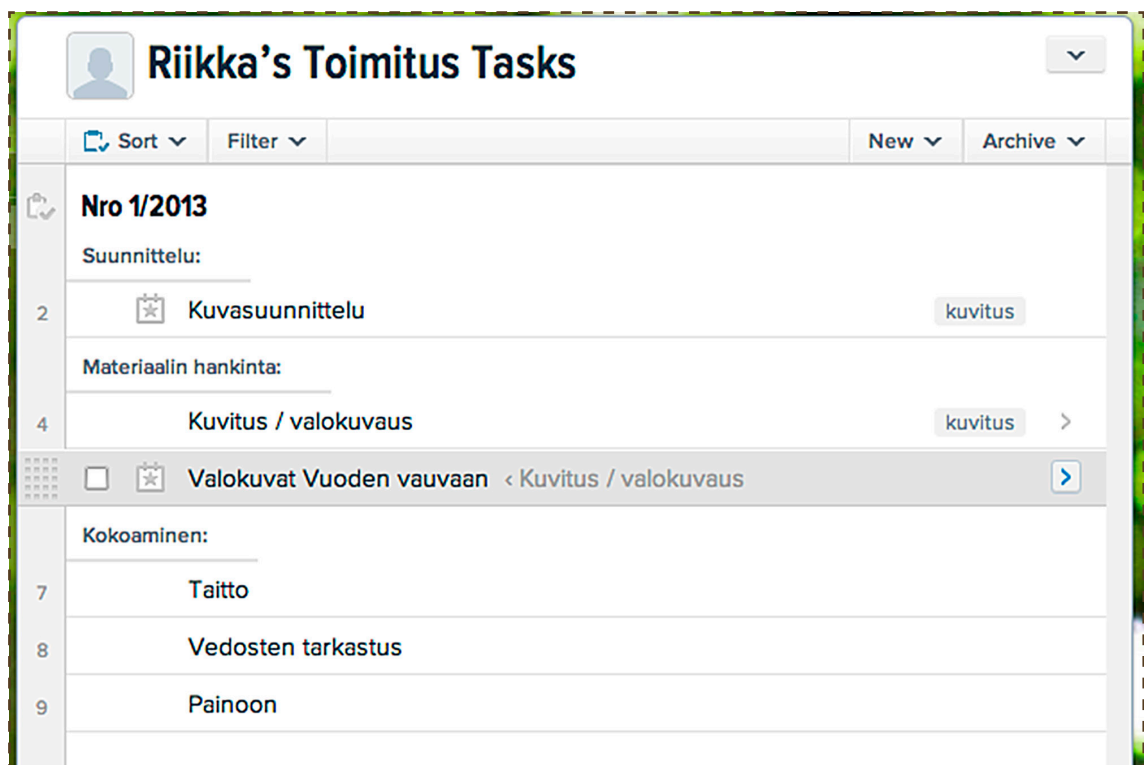 Riikka's Toimitus Tasks
Sort Filter New Archive
Nro 1/2013
Suunnittelu:
2 Kuvasuunnittelu kuvitus
Materiaalin hankinta:
4 Kuvitus / valokuvaus kuvitus
Valokuvat Vuoden vauvaan ‹ Kuvitus / valokuvaus
Kokoaminen:
7 Taitto
8 Vedosten tarkastus
9 Painoon